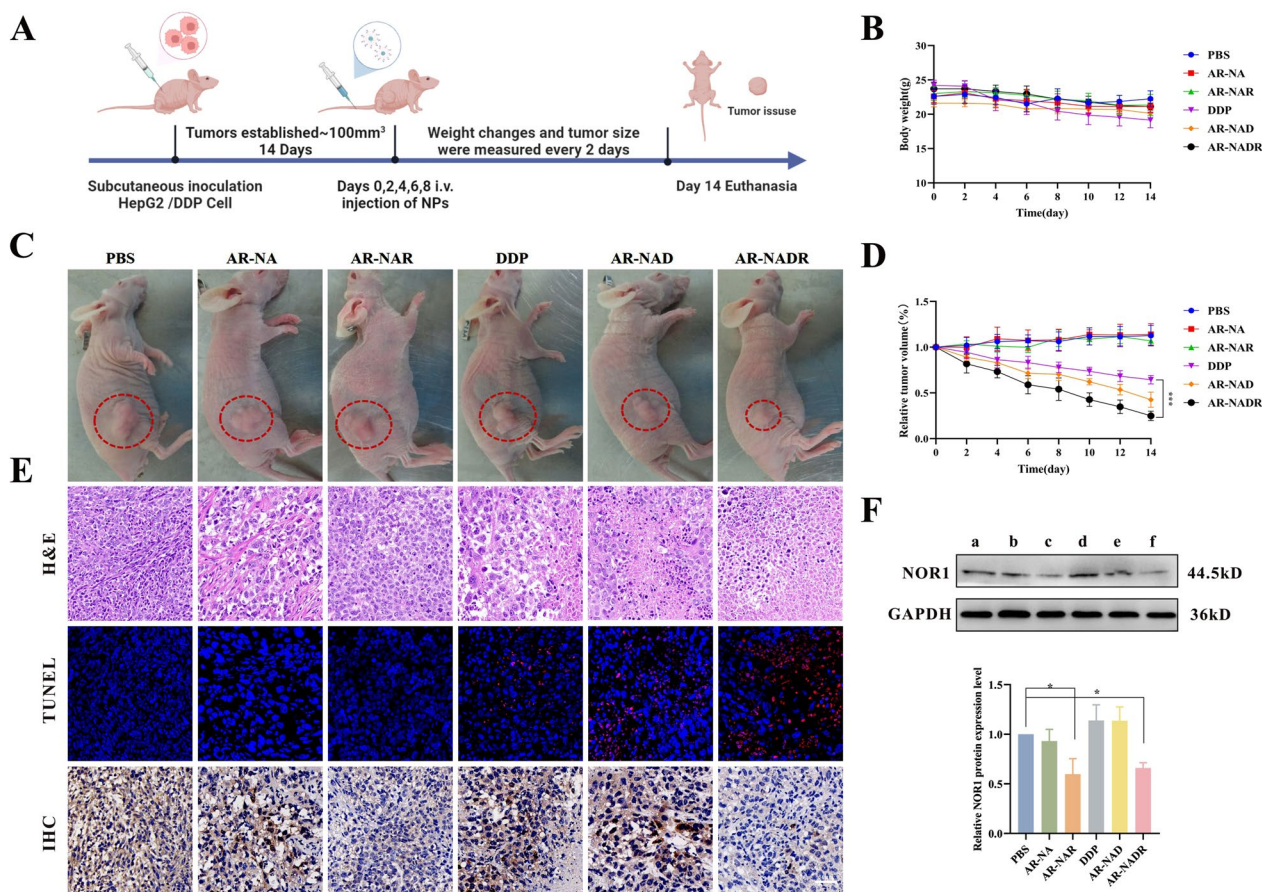 A
Tumor issuse
Tumors established~100mm³
14 Days
Weight changes and tumor size
were measured every 2 days
Subcutaneous inoculation
HepG2 /DDP Cell
Days 0,2,4,6,8 i.v.
injection of NPs
Day 14 Euthanasia
B
Body weight(g)
30
25
20
15
10
0 2 4 6 8 10 12 14
Time(day)
PBS
AR-NA
AR-NAR
DDP
AR-NAD
AR-NADR
C
PBS AR-NA AR-NAR DDP AR-NAD AR-NADR
D
Relative tumor volume(%)
1.5
1.0
0.5
0.0
0 2 4 6 8 10 12 14
Time(day)
PBS
AR-NA
AR-NAR
DDP
AR-NAD
AR-NADR
***
E
H&E
TUNEL
IHC
F
a b c d e f
NOR1 44.5kD
GAPDH 36kD
Relative NOR1 protein expression level
1.5
1.0
0.5
0.0
* *
PBS AR-NA AR-NAR DDP AR-NAD AR-NADR